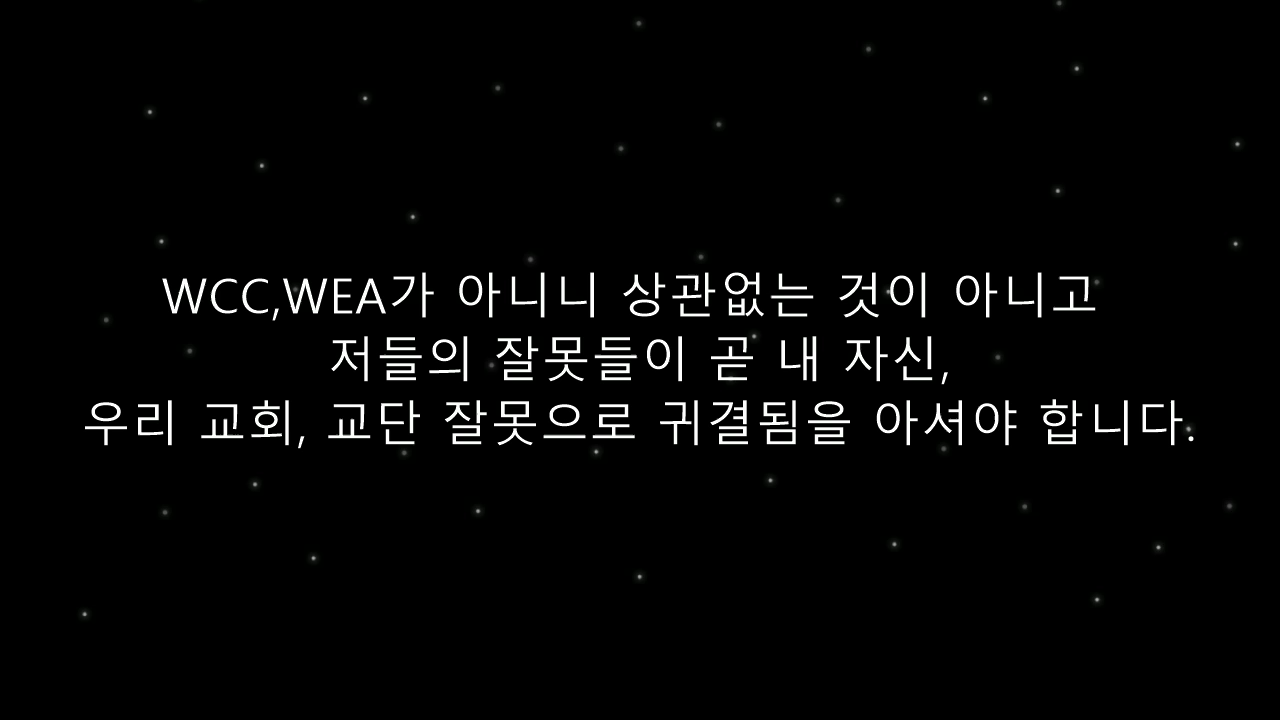 WCC,WEA가 아니니 상관없는 것이 아니고
저들의 잘못들이 곧 내 자신,
우리 교회, 교단 잘못으로 귀결됨을 아셔야 합니다.